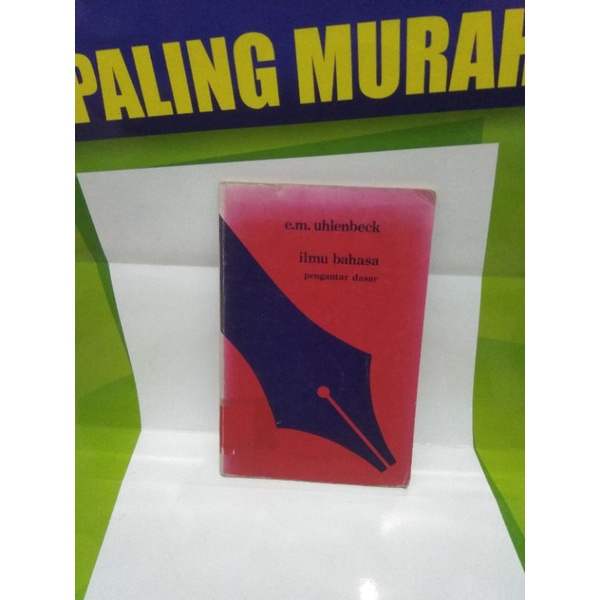 PALING MURAH
e.m. uhlenbeck
ilmu bahasa
pengantar dasar